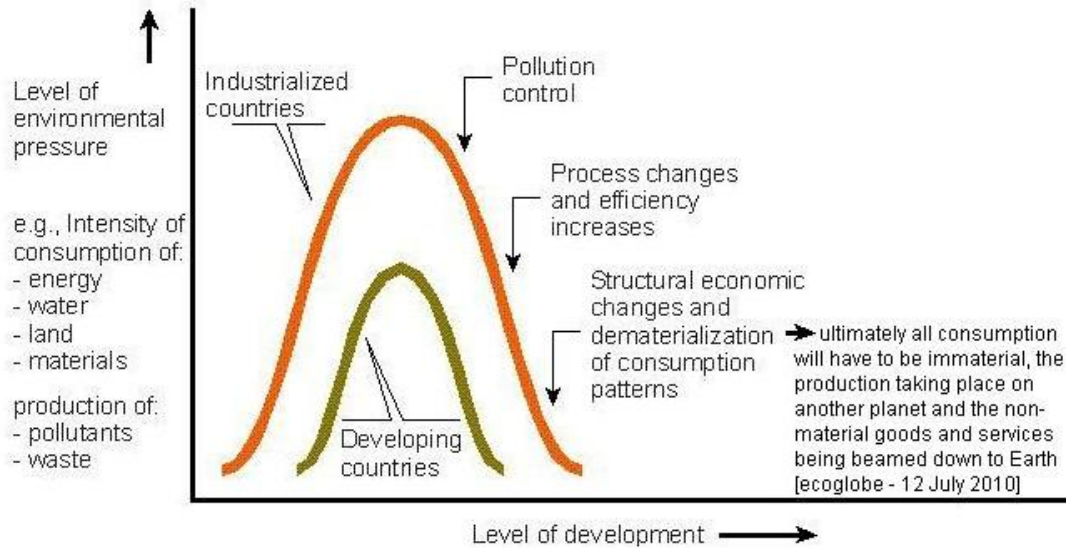 Level of
environmental
pressure
e.g., Intensity of
consumption of:
- energy
- water
- land
- materials
production of:
- pollutants
- waste
Industrialized
countries
Pollution
control
Process changes
and efficiency
increases
Structural economic
changes and
dematerialization
of consumption
patterns
ultimately all consumption
will have to be immaterial, the
production taking place on
another planet and the non-
material goods and services
being beamed down to Earth
[ecoglobe - 12 July 2010]
Developing
countries
Level of development